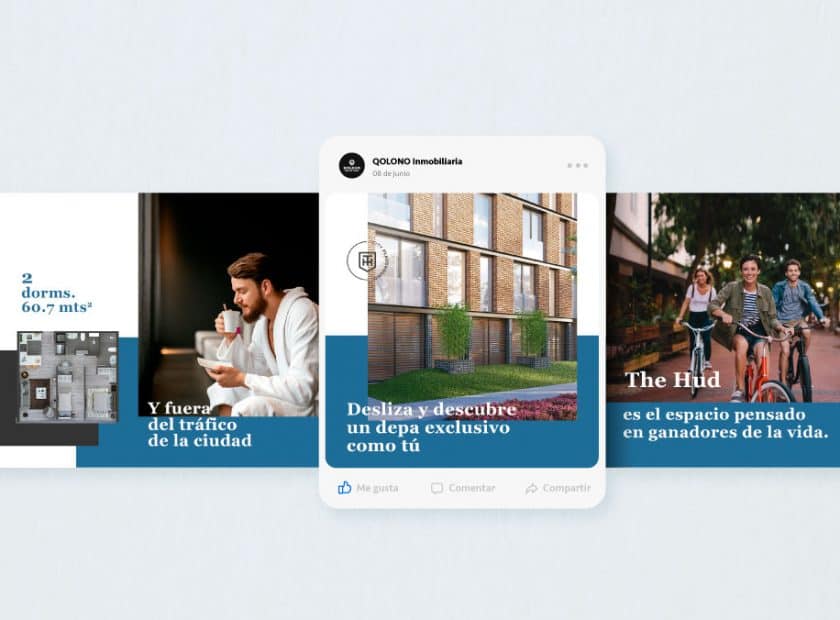 QOLONO Inmobiliaria
08 de junio
2
dorms.
60.7 mts²
Y fuera
del tráfico
de la ciudad
Desliza y descubre
un depa exclusivo
como tú
The Hud
es el espacio pensado
en ganadores de la vida.
Me gusta
Comentar
Compartir